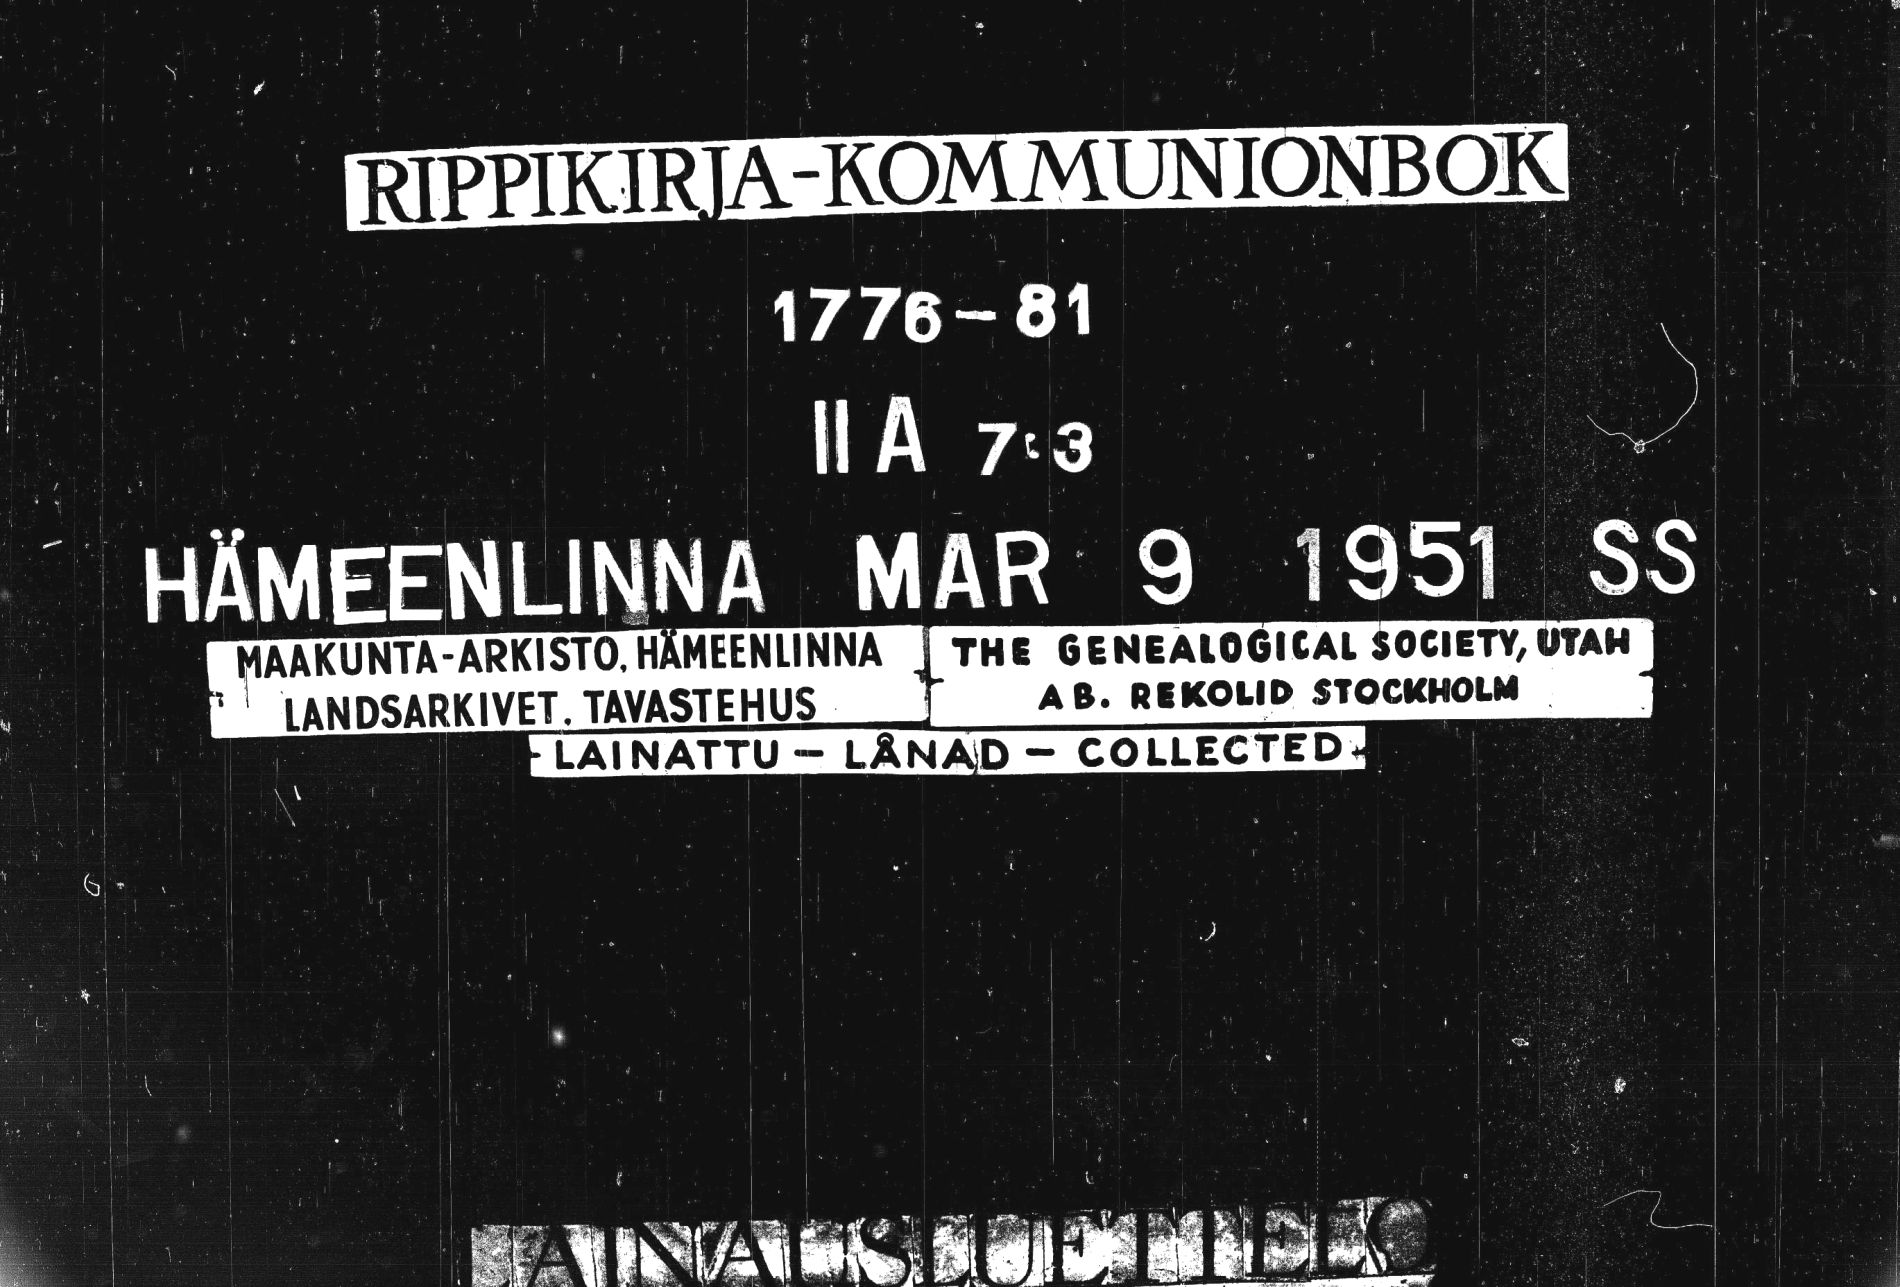 RIPPIKIRJA-KOMMUNIONBOK
1776-81
II A 7:3
HÄMEENLINNA MAR 9 1951 SS
MAAKUNTA-ARKISTO, HÄMEENLINNA
LANDSARKIVET. TAVASTEHUS
THE GENEALOGICAL SOCIETY, UTAH
AB. REKOLID STOCKHOLM
LAINATTU - LÅNAD - COLLECTED